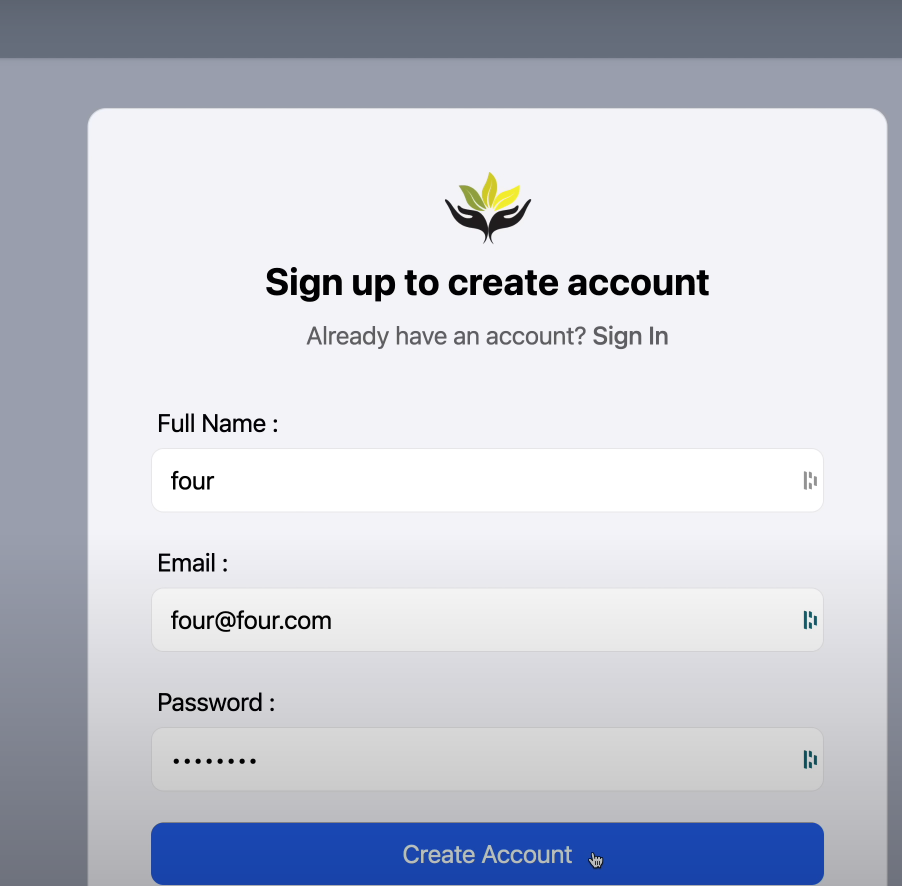 Sign up to create account
Already have an account? Sign In
Full Name :
four
Email :
four@four.com
Password :
••••••••
Create Account